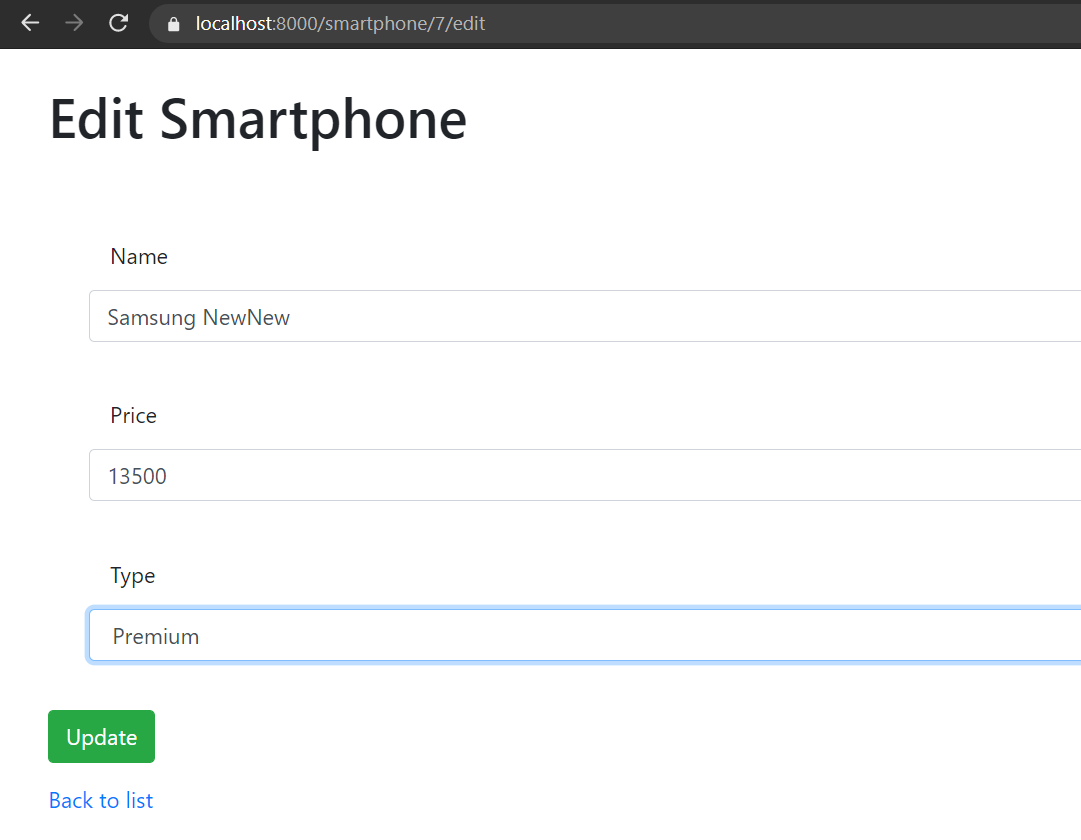 localhost:8000/smartphone/7/edit
Edit Smartphone
Name
Samsung NewNew
Price
13500
Type
Premium
Update
Back to list